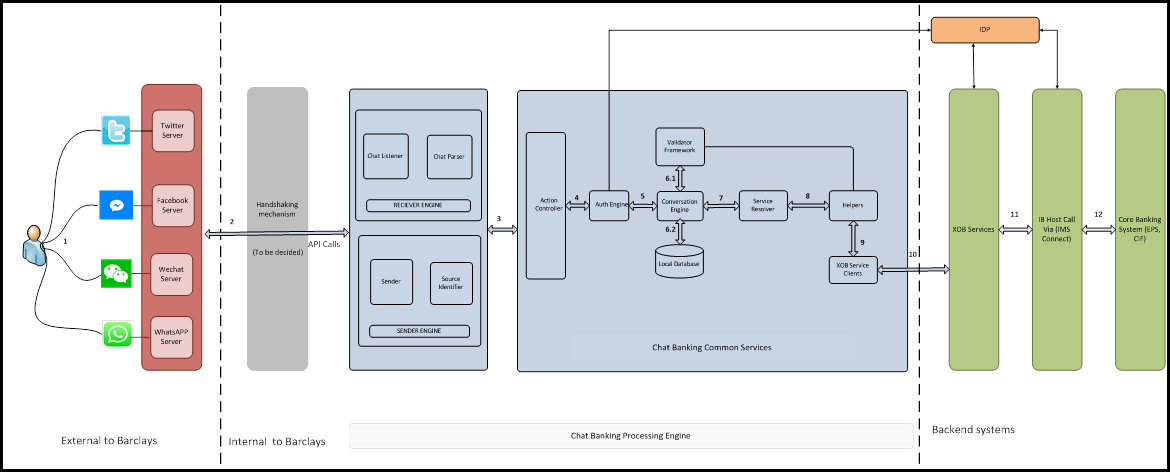 IDP
Twitter
Server
Facebook
Server
Wechat
Server
WhatsAPP
Server
1
2
Handshaking
mechanism
(To be decided)
API Calls
Chat Listener
Chat Parser
RECIEVER ENGINE
Sender
Source
Identifier
SENDER ENGINE
3
Action
Controller
4
Auth Engine
5
Validator
Framework
6.1
Conversation
Engine
6.2
Local Database
7
Service
Resolver
8
Helpers
9
XOB Service
Clients
10
Chat Banking Common Services
XOB Services
11
IB Host Call
Via (IMS
Connect)
12
Core Banking
System (EPS,
CIF)
External to Barclays
Internal to Barclays
Chat Banking Processing Engine
Backend systems